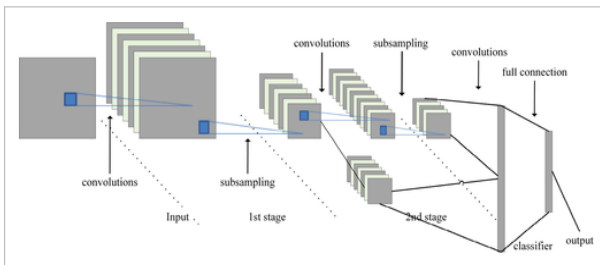 convolutions
subsampling
convolutions
full connection
convolutions
subsampling
Input
1st stage
2nd stage
classifier
output